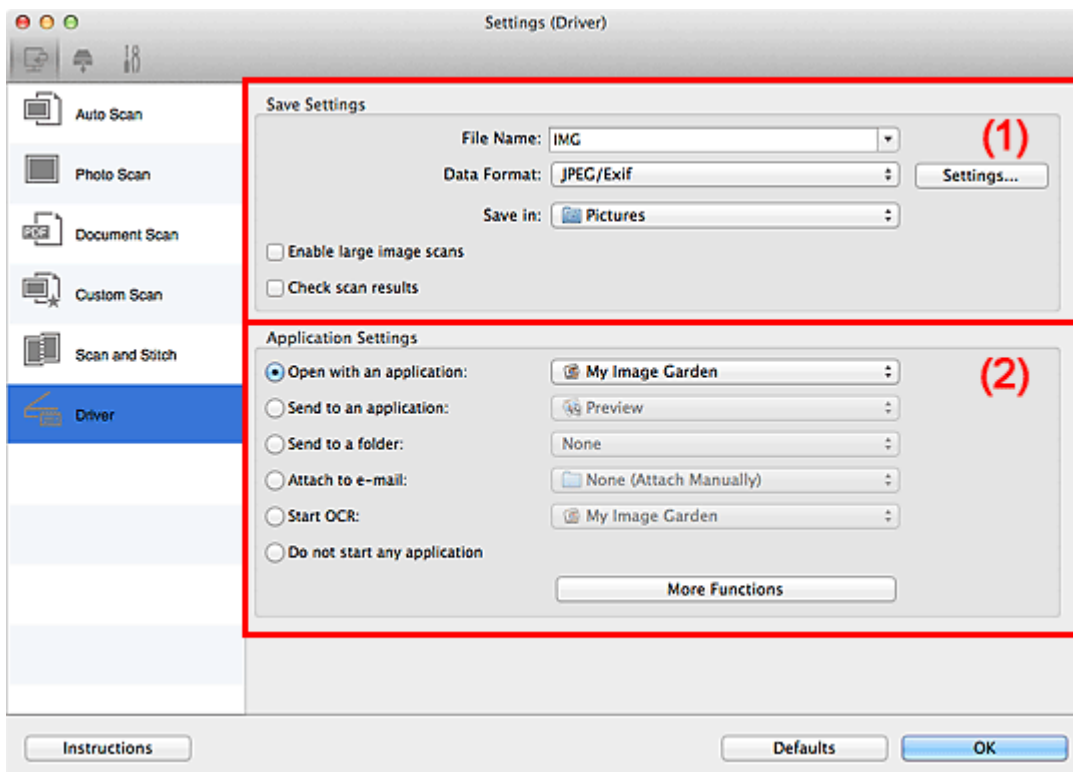 Settings (Driver)
Auto Scan
Photo Scan
PDF
Document Scan
Custom Scan
Scan and Stitch
Driver
Save Settings
(1)
File Name: IMG
Data Format: JPEG/Exif Settings...
Save in: Pictures
Enable large image scans
Check scan results
Application Settings
(2)
Open with an application: My Image Garden
Send to an application: Preview
Send to a folder: None
Attach to e-mail: None (Attach Manually)
Start OCR: My Image Garden
Do not start any application
More Functions
Instructions Defaults OK